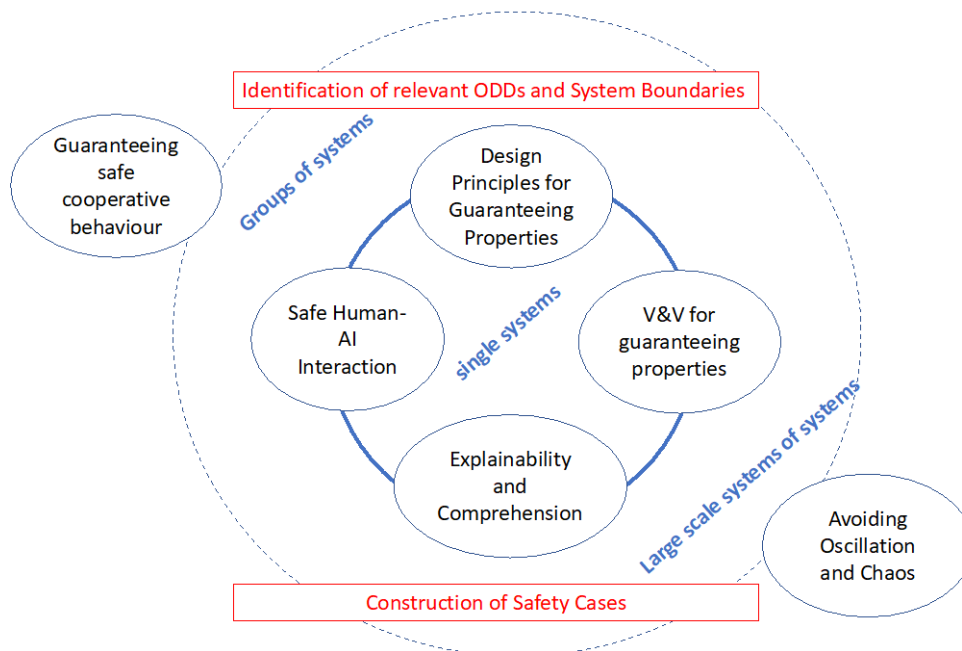 Identification of relevant ODDs and System Boundaries
Guaranteeing
safe
cooperative
behaviour
Groups of systems
Design
Principles for
Guaranteeing
Properties
Safe Human-
AI
Interaction
single systems
V&V for
guaranteeing
properties
Explainability
and
Comprehension
Large scale systems of systems
Avoiding
Oscillation
and Chaos
Construction of Safety Cases